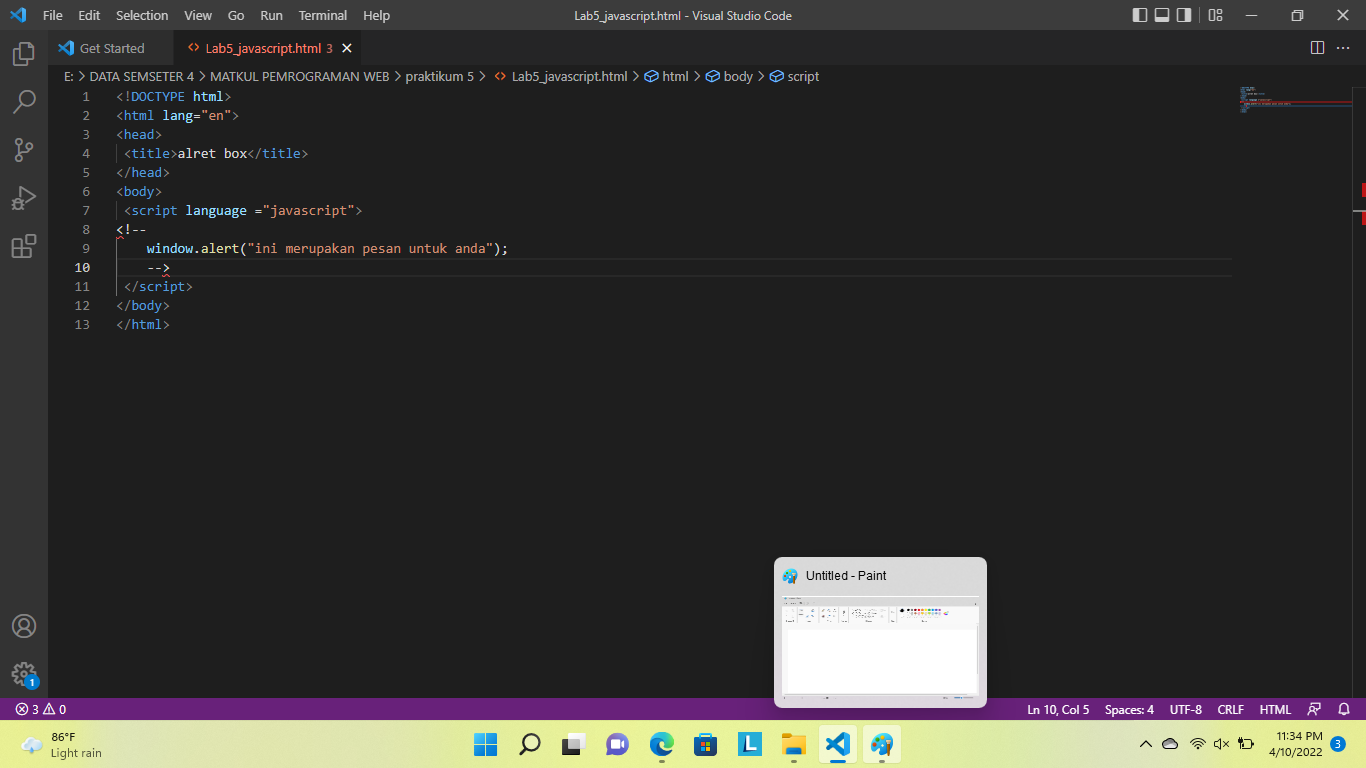 File Edit Selection View Go Run Terminal Help Lab5_javascript.html - Visual Studio Code
Get Started Lab5_javascript.html 3
E: > DATA SEMSETER 4 > MATKUL PEMROGRAMAN WEB > praktikum 5 > Lab5_javascript.html > html > body > script
1 <!DOCTYPE html>
2 <html lang="en">
3 <head>
4 <title>alret box</title>
5 </head>
6 <body>
7 <script language ="javascript">
8 <!--
9 window.alert("ini merupakan pesan untuk anda");
10 -->
11 </script>
12 </body>
13 </html>
Untitled - Paint
1
3 0 Ln 10, Col 5 Spaces: 4 UTF-8 CRLF HTML
86°F
Light rain
L
11:34 PM
4/10/2022
3